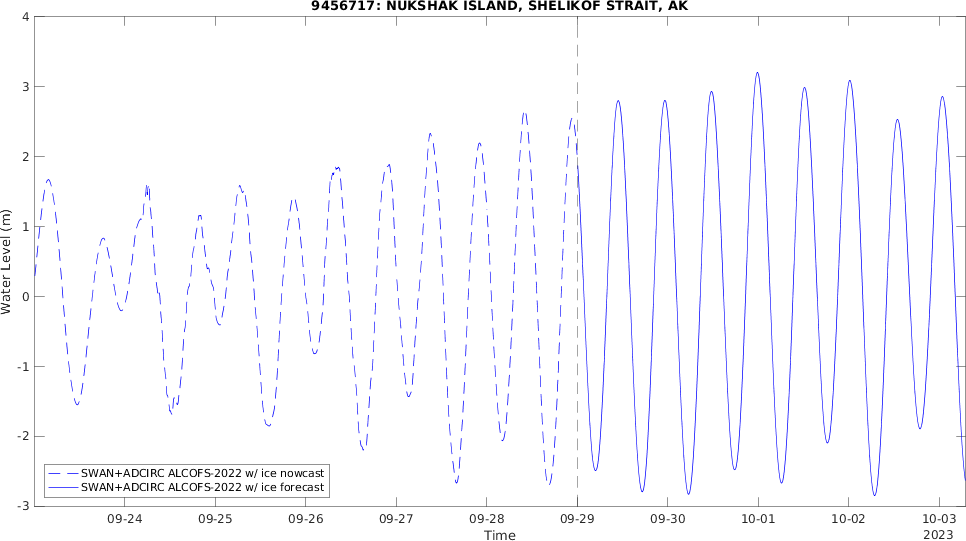 9456717: NUKSHAK ISLAND, SHELIKOF STRAIT, AK
4
3
2
1
0
-1
-2
-3
Water Level (m)
SWAN+ADCIRC ALCOFS-2022 w/ ice nowcast
SWAN+ADCIRC ALCOFS-2022 w/ ice forecast
09-24 09-25 09-26 09-27 09-28 09-29 09-30 10-01 10-02 10-03
Time 2023